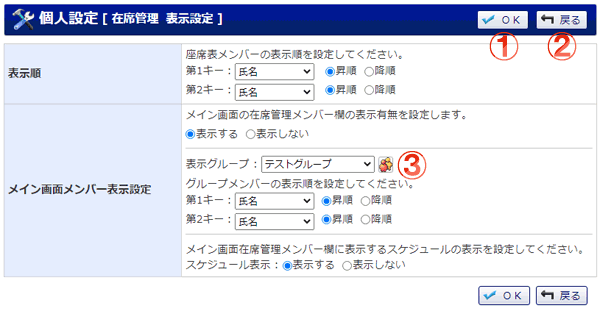 個人設定 [ 在席管理 表示設定 ]
OK
戻る
① ②
表示順
座席表メンバーの表示順を設定してください。
第1キー： 氏名 昇順 降順
第2キー： 氏名 昇順 降順
メイン画面メンバー表示設定
メイン画面の在席管理メンバー欄の表示有無を設定します。
表示する 表示しない
表示グループ： テストグループ ③
グループメンバーの表示順を設定してください。
第1キー： 氏名 昇順 降順
第2キー： 氏名 昇順 降順
メイン画面在席管理メンバー欄に表示するスケジュールの表示を設定してください。
スケジュール表示： 表示する 表示しない
OK
戻る